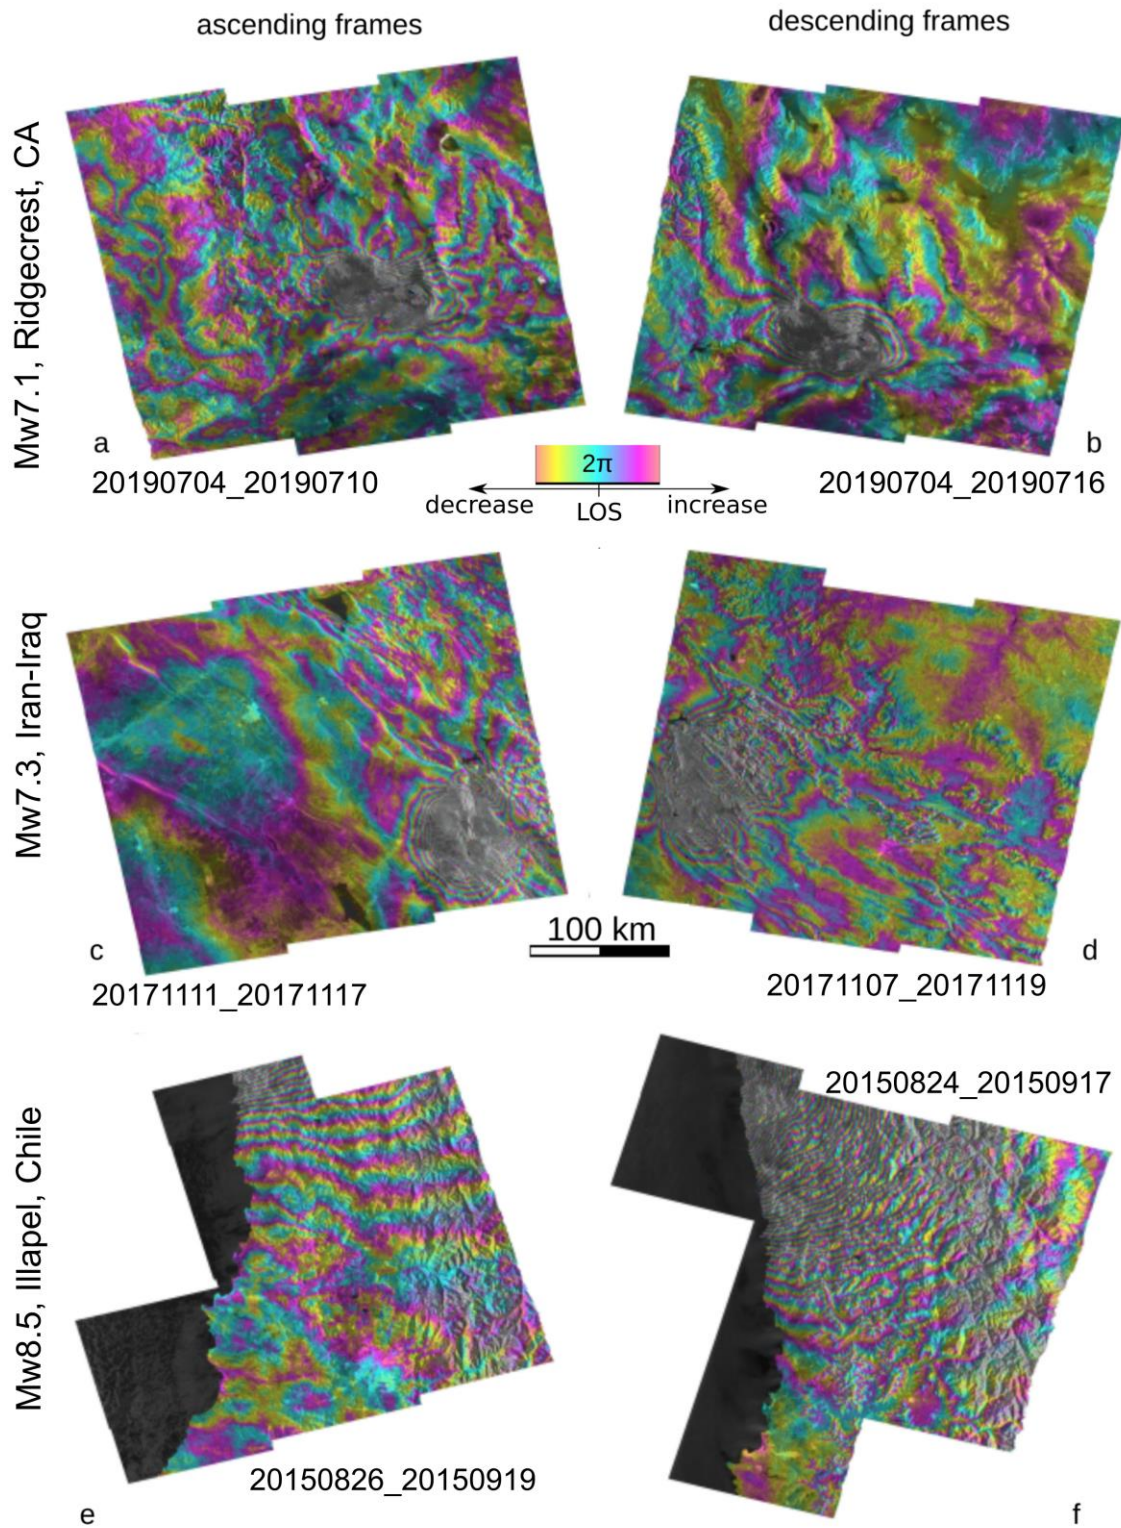 ascending frames
descending frames
Mw7.1, Ridgecrest, CA
a
b
20190704_20190710
2π
20190704_20190716
decrease
LOS
increase
Mw7.3, Iran-Iraq
c
100 km
d
20171111_20171117
20171107_20171119
Mw8.5, Illapel, Chile
20150824_20150917
20150826_20150919
e
f